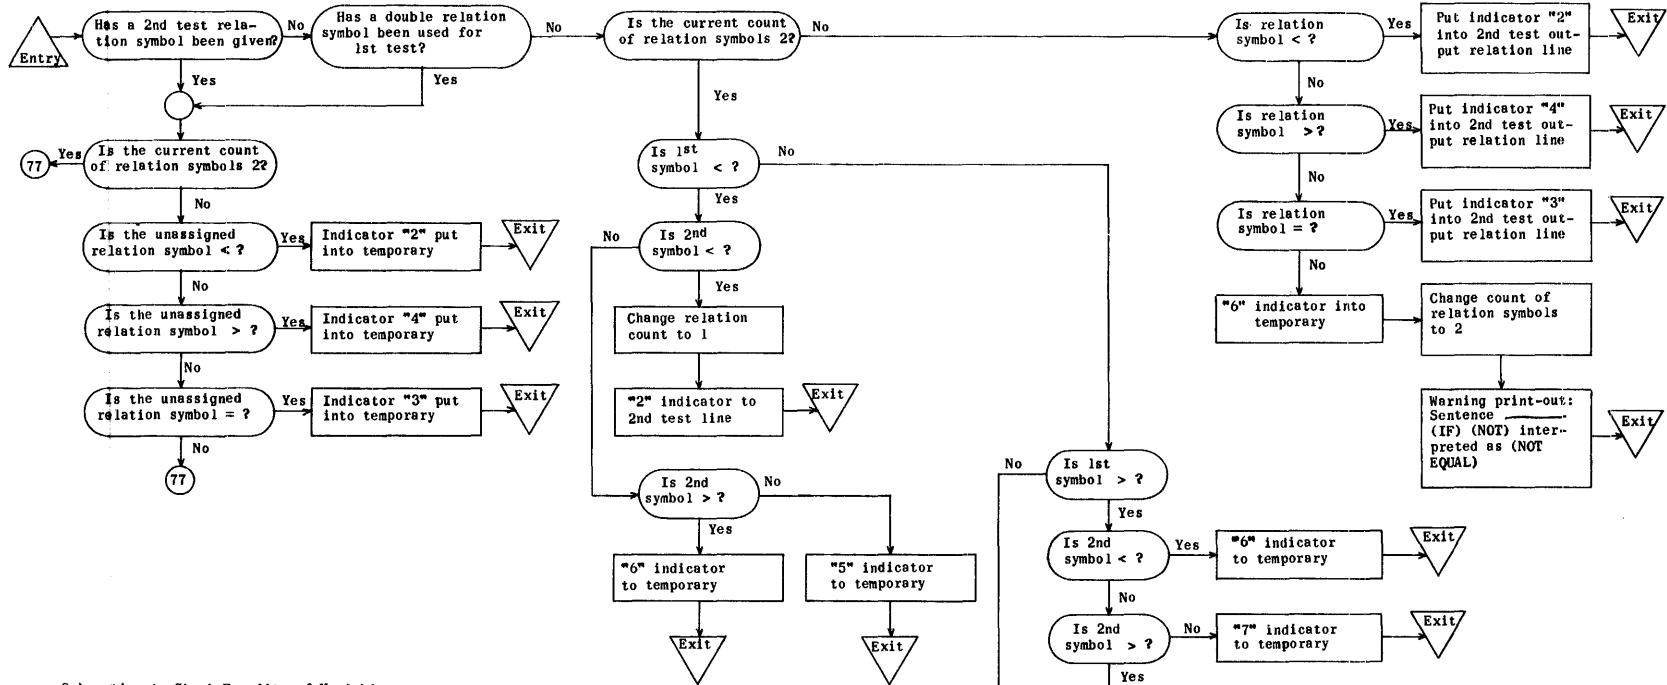 Entry
Has a 2nd test rela-
tion symbol been given?
No
Has a double relation
symbol been used for
1st test?
No
Is the current count
of relation symbols 2?
No
Is relation
symbol < ?
Yes
Put indicator "2"
into 2nd test out-
put relation line
Exit
Yes
Yes
Yes
No
Yes
Is the current count
of relation symbols 2?
77
Is 1st
symbol < ?
No
Is relation
symbol > ?
Yes
Put indicator "4"
into 2nd test out-
put relation line
Exit
No
Yes
No
Is the unassigned
relation symbol < ?
Yes
Indicator "2" put
into temporary
Exit
No
Is 2nd
symbol < ?
Is relation
symbol = ?
Yes
Put indicator "3"
into 2nd test out-
put relation line
Exit
No
Yes
No
Is the unassigned
relation symbol > ?
Yes
Indicator "4" put
into temporary
Exit
Change relation
count to 1
"6" indicator into
temporary
Change count of
relation symbols
to 2
No
Is the unassigned
relation symbol = ?
Yes
Indicator "3" put
into temporary
Exit
"2" indicator to
2nd test line
Exit
Warning print-out:
Sentence
(IF) (NOT) inter-
preted as (NOT
EQUAL)
Exit
No
77
Is 2nd
symbol > ?
No
No
Is 1st
symbol > ?
Yes
Yes
"6" indicator
to temporary
"5" indicator
to temporary
Is 2nd
symbol < ?
Yes
"6" indicator
to temporary
Exit
No
Exit
Exit
Is 2nd
symbol > ?
No
"7" indicator
to temporary
Exit
Yes